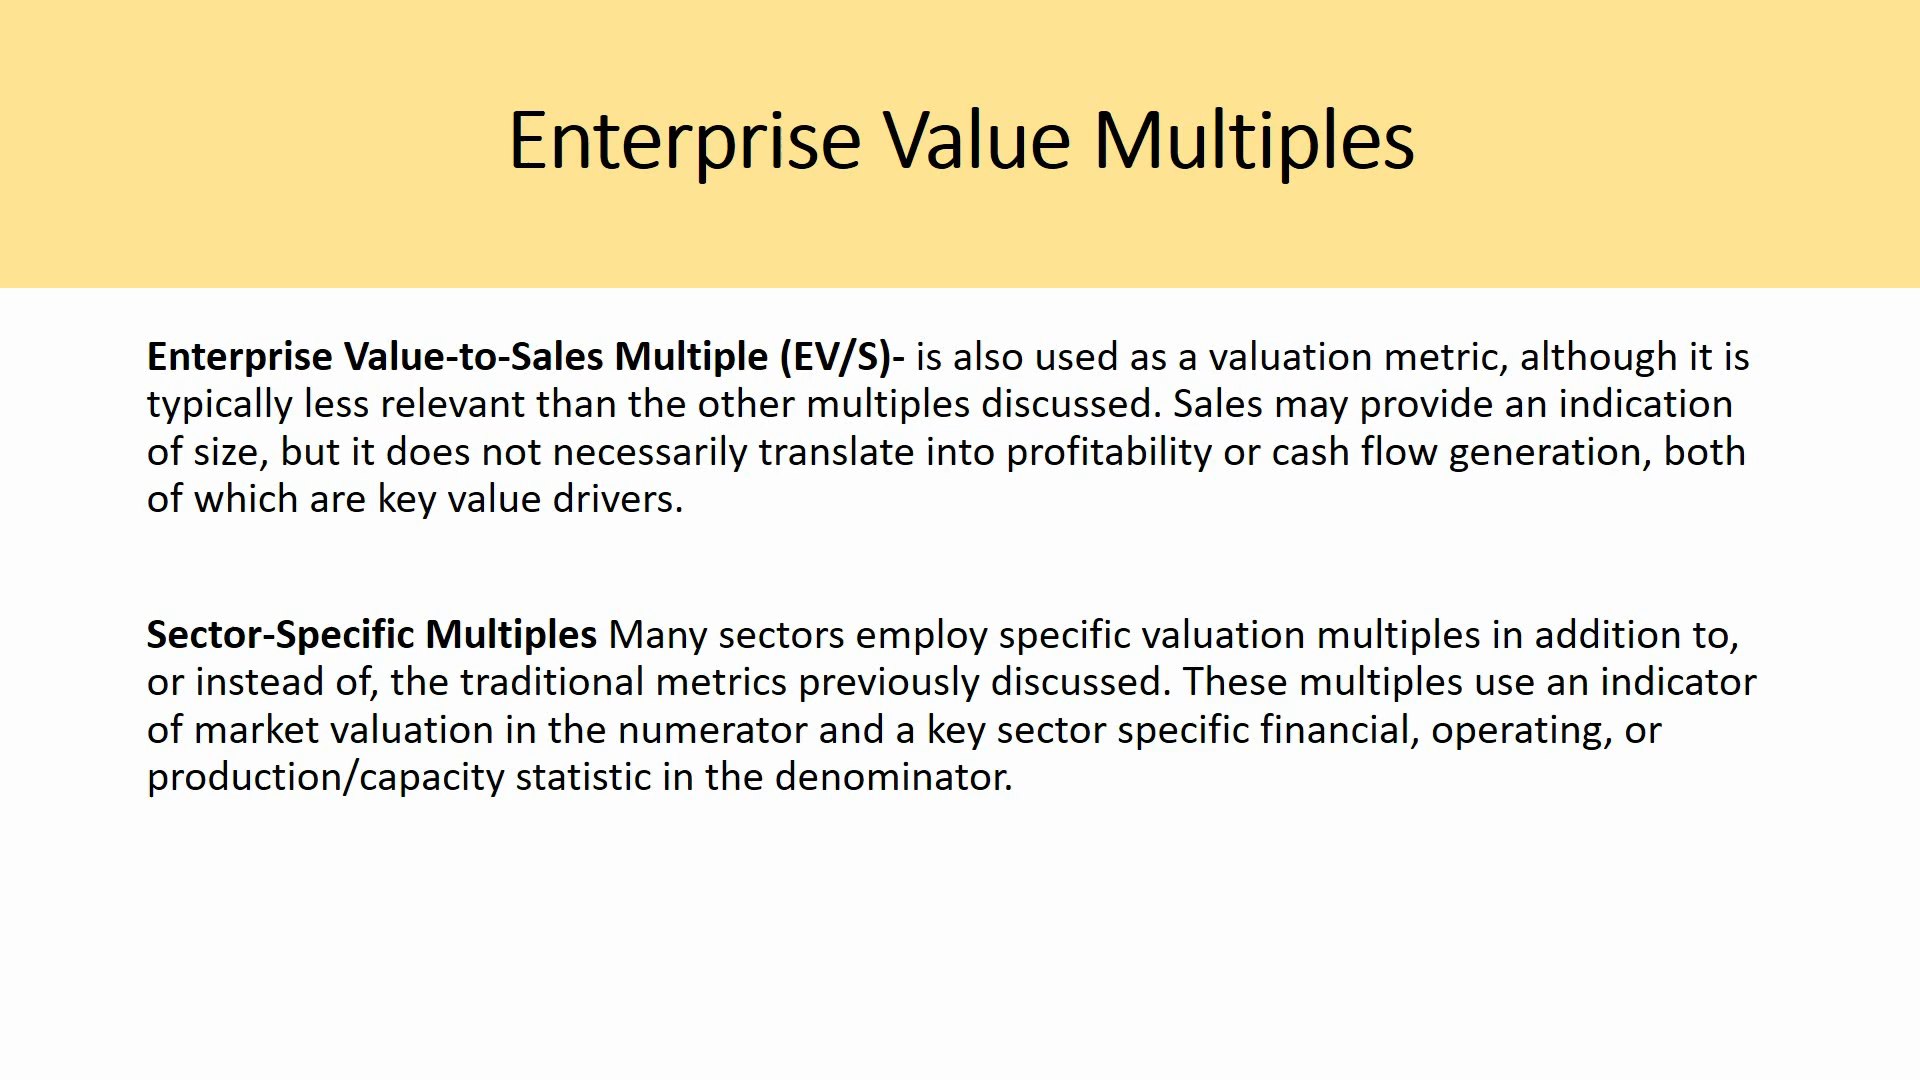 Enterprise Value Multiples
Enterprise Value-to-Sales Multiple (EV/S)- is also used as a valuation metric, although it is
typically less relevant than the other multiples discussed. Sales may provide an indication
of size, but it does not necessarily translate into profitability or cash flow generation, both
of which are key value drivers.
Sector-Specific Multiples Many sectors employ specific valuation multiples in addition to,
or instead of, the traditional metrics previously discussed. These multiples use an indicator
of market valuation in the numerator and a key sector specific financial, operating, or
production/capacity statistic in the denominator.